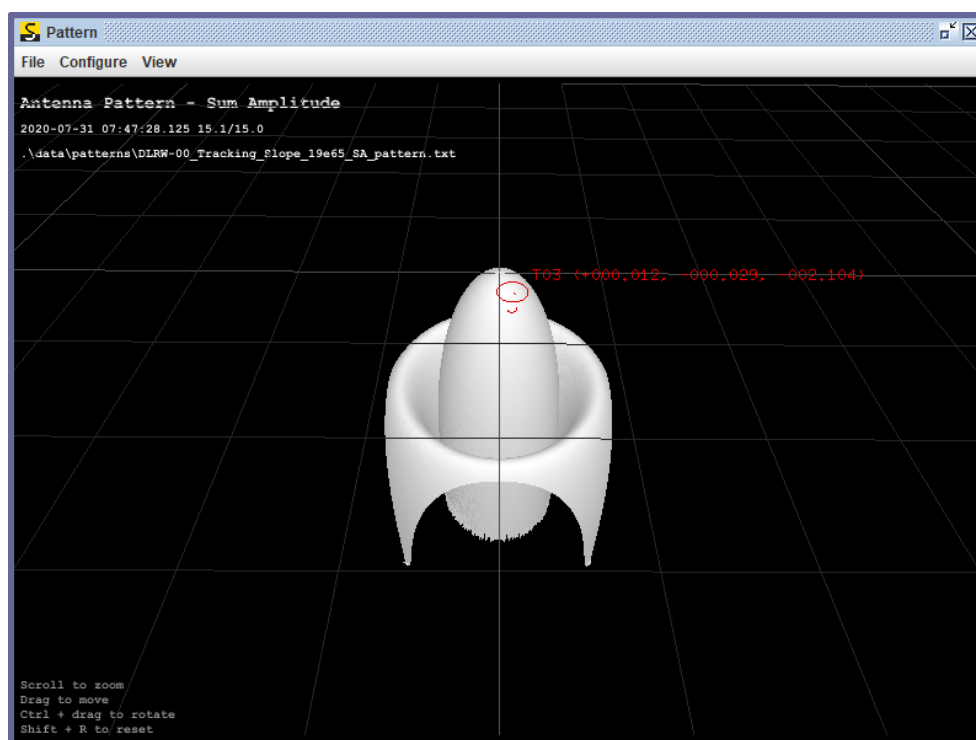 Pattern
File Configure View
Antenna Pattern - Sum Amplitude
2020-07-31 07:47:28.125 15.1/15.0
.\data\patterns\DLRW-00_Tracking_Slope_19e65_SA_pattern.txt
T03 (+000.012, -000.029, -002.104)
Scroll to zoom
Drag to move
Ctrl + drag to rotate
Shift + R to reset